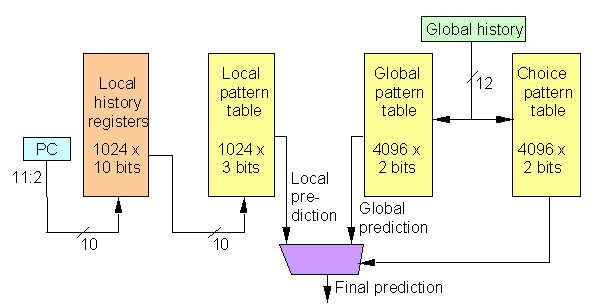 Global history
12
Local
history
registers
1024 x
10 bits
Local
pattern
table
1024 x
3 bits
Global
pattern
table
4096 x
2 bits
Choice
pattern
table
4096 x
2 bits
PC
11:2
10
10
Local
pre-
diction
Global
prediction
Final prediction